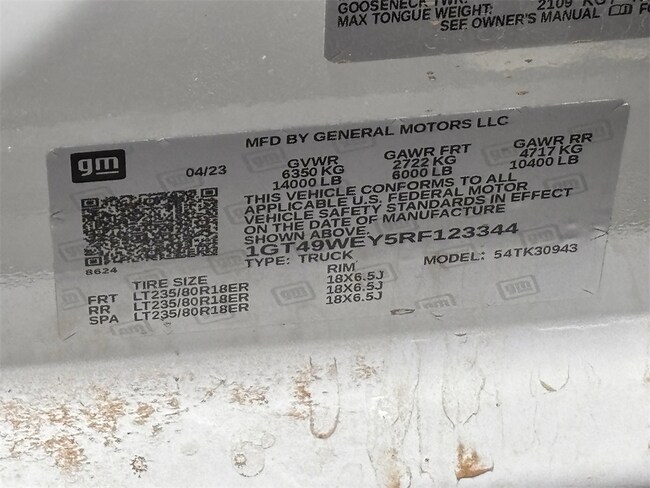 GOOSENECK
MAX TONGUE WEIGHT: 2109 KG
SEE OWNER'S MANUAL
gm
MFD BY GENERAL MOTORS LLC
04/23 GVWR GAWR FRT GAWR RR
6350 KG 2722 KG 4717 KG
14000 LB 6000 LB 10400 LB
THIS VEHICLE CONFORMS TO ALL
APPLICABLE U.S. FEDERAL MOTOR
VEHICLE SAFETY STANDARDS IN EFFECT
ON THE DATE OF MANUFACTURE
SHOWN ABOVE.
1GT49WEY5RF123344
8624
TYPE: TRUCK MODEL: 54TK30943
TIRE SIZE RIM
FRT LT235/80R18ER 18X6.5J
RR LT235/80R18ER 18X6.5J
SPA LT235/80R18ER 18X6.5J